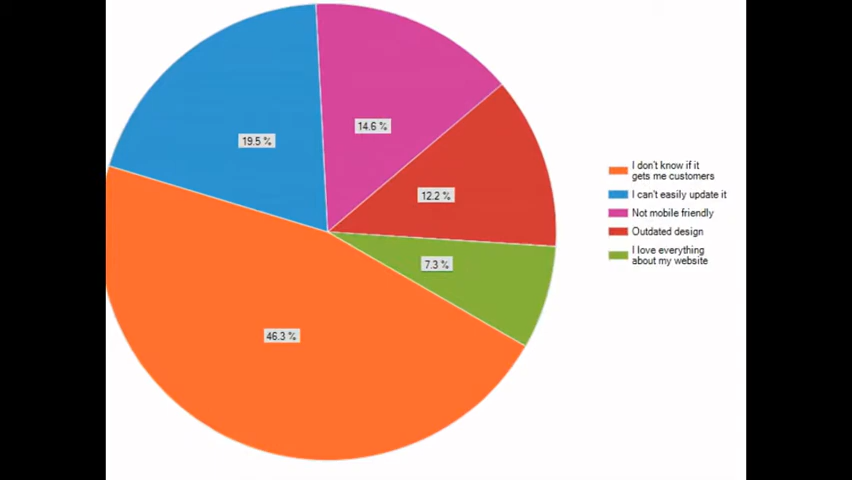 14.6 %
19.5 %
12.2 %
7.3 %
46.3 %
I don't know if it
gets me customers
I can't easily update it
Not mobile friendly
Outdated design
I love everything
about my website